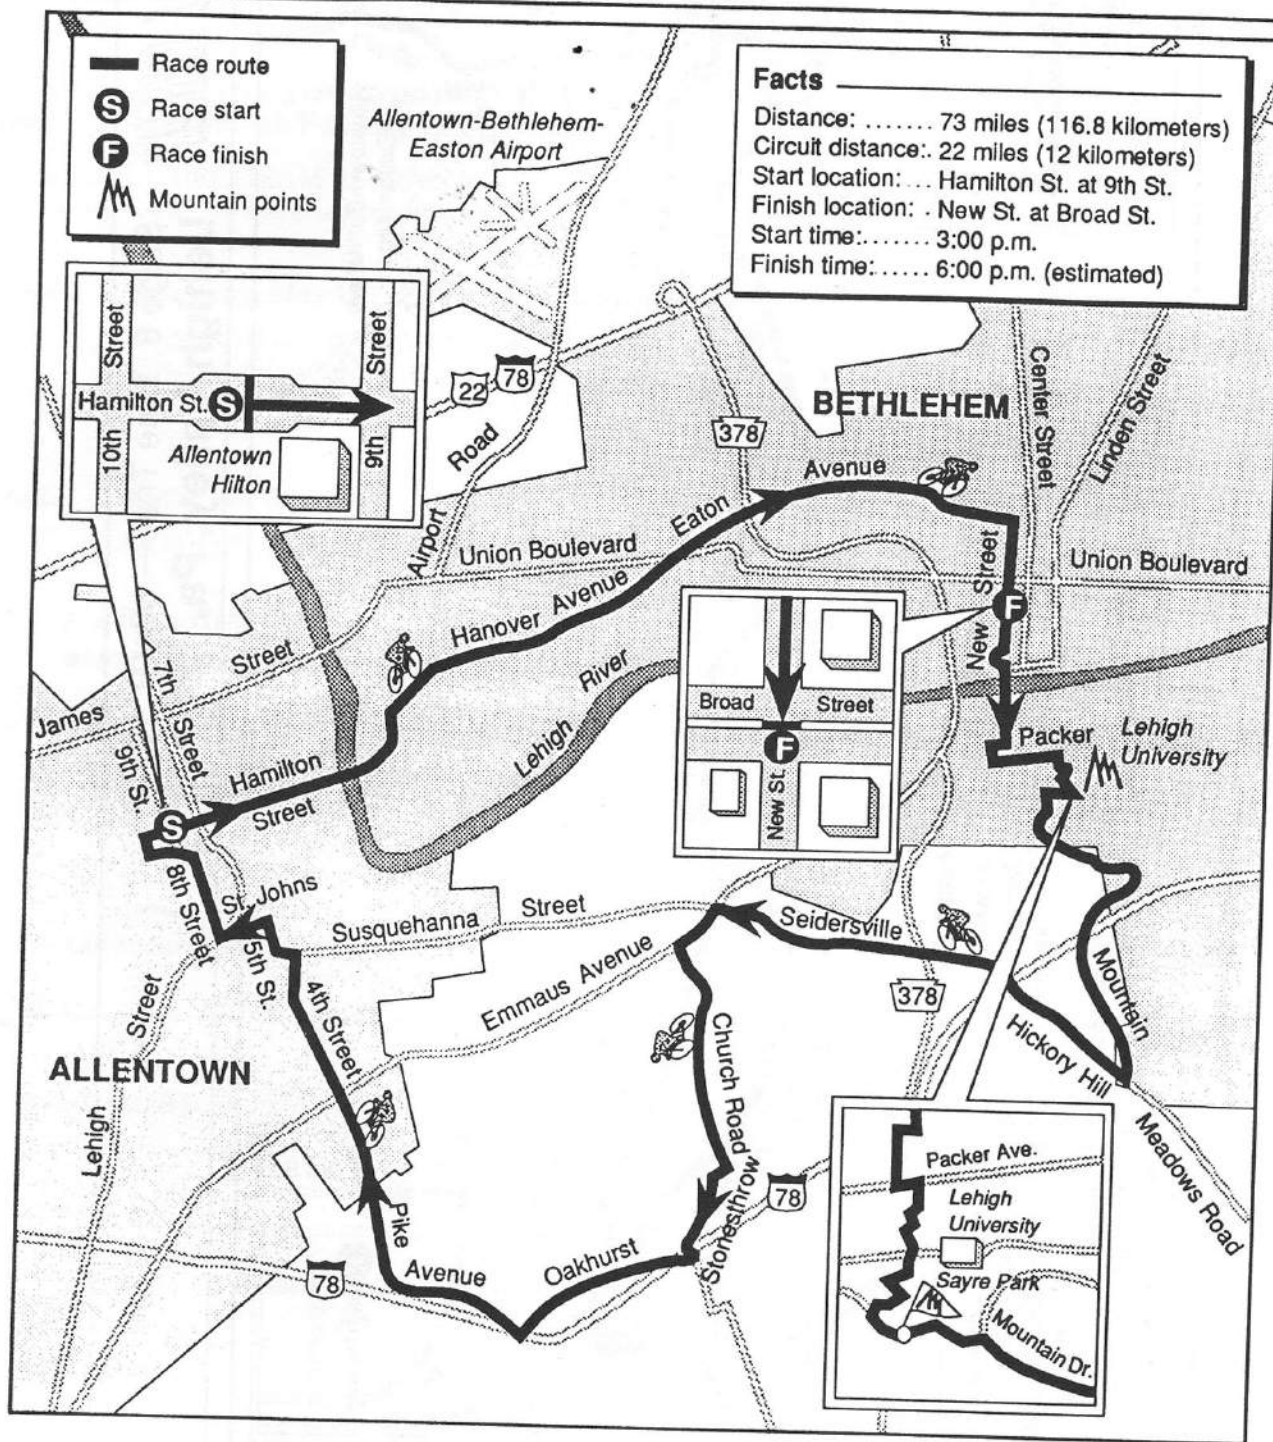 Race route
S Race start
F Race finish
Mountain points
Facts
Distance: ....... 73 miles (116.8 kilometers)
Circuit distance:. 22 miles (12 kilometers)
Start location: ... Hamilton St. at 9th St.
Finish location: . New St. at Broad St.
Start time:....... 3:00 p.m.
Finish time:...... 6:00 p.m. (estimated)
Allentown-Bethlehem-
Easton Airport
Street
Street
Hamilton St. S
10th
9th
Allentown
Hilton
22
78
Airport
Road
378
BETHLEHEM
Center Street
Linden Street
Eaton
Avenue
Union Boulevard
Union Boulevard
Hanover
Avenue
New
Street
F
James
Street
7th
Street
9th St.
Hamilton
Street
S
Lehigh
River
Broad
Street
F
New St.
Packer
Lehigh
University
8th Street
St. Johns
5th St.
Susquehanna
Street
Seidersville
Emmaus Avenue
378
Mountain
Hickory Hill
Meadows Road
4th Street
Church Road
ALLENTOWN
Lehigh
Street
Pike
Avenue
Oakhurst
Stonesthrow
78
78
Packer Ave.
Lehigh
University
Sayre Park
Mountain Dr.